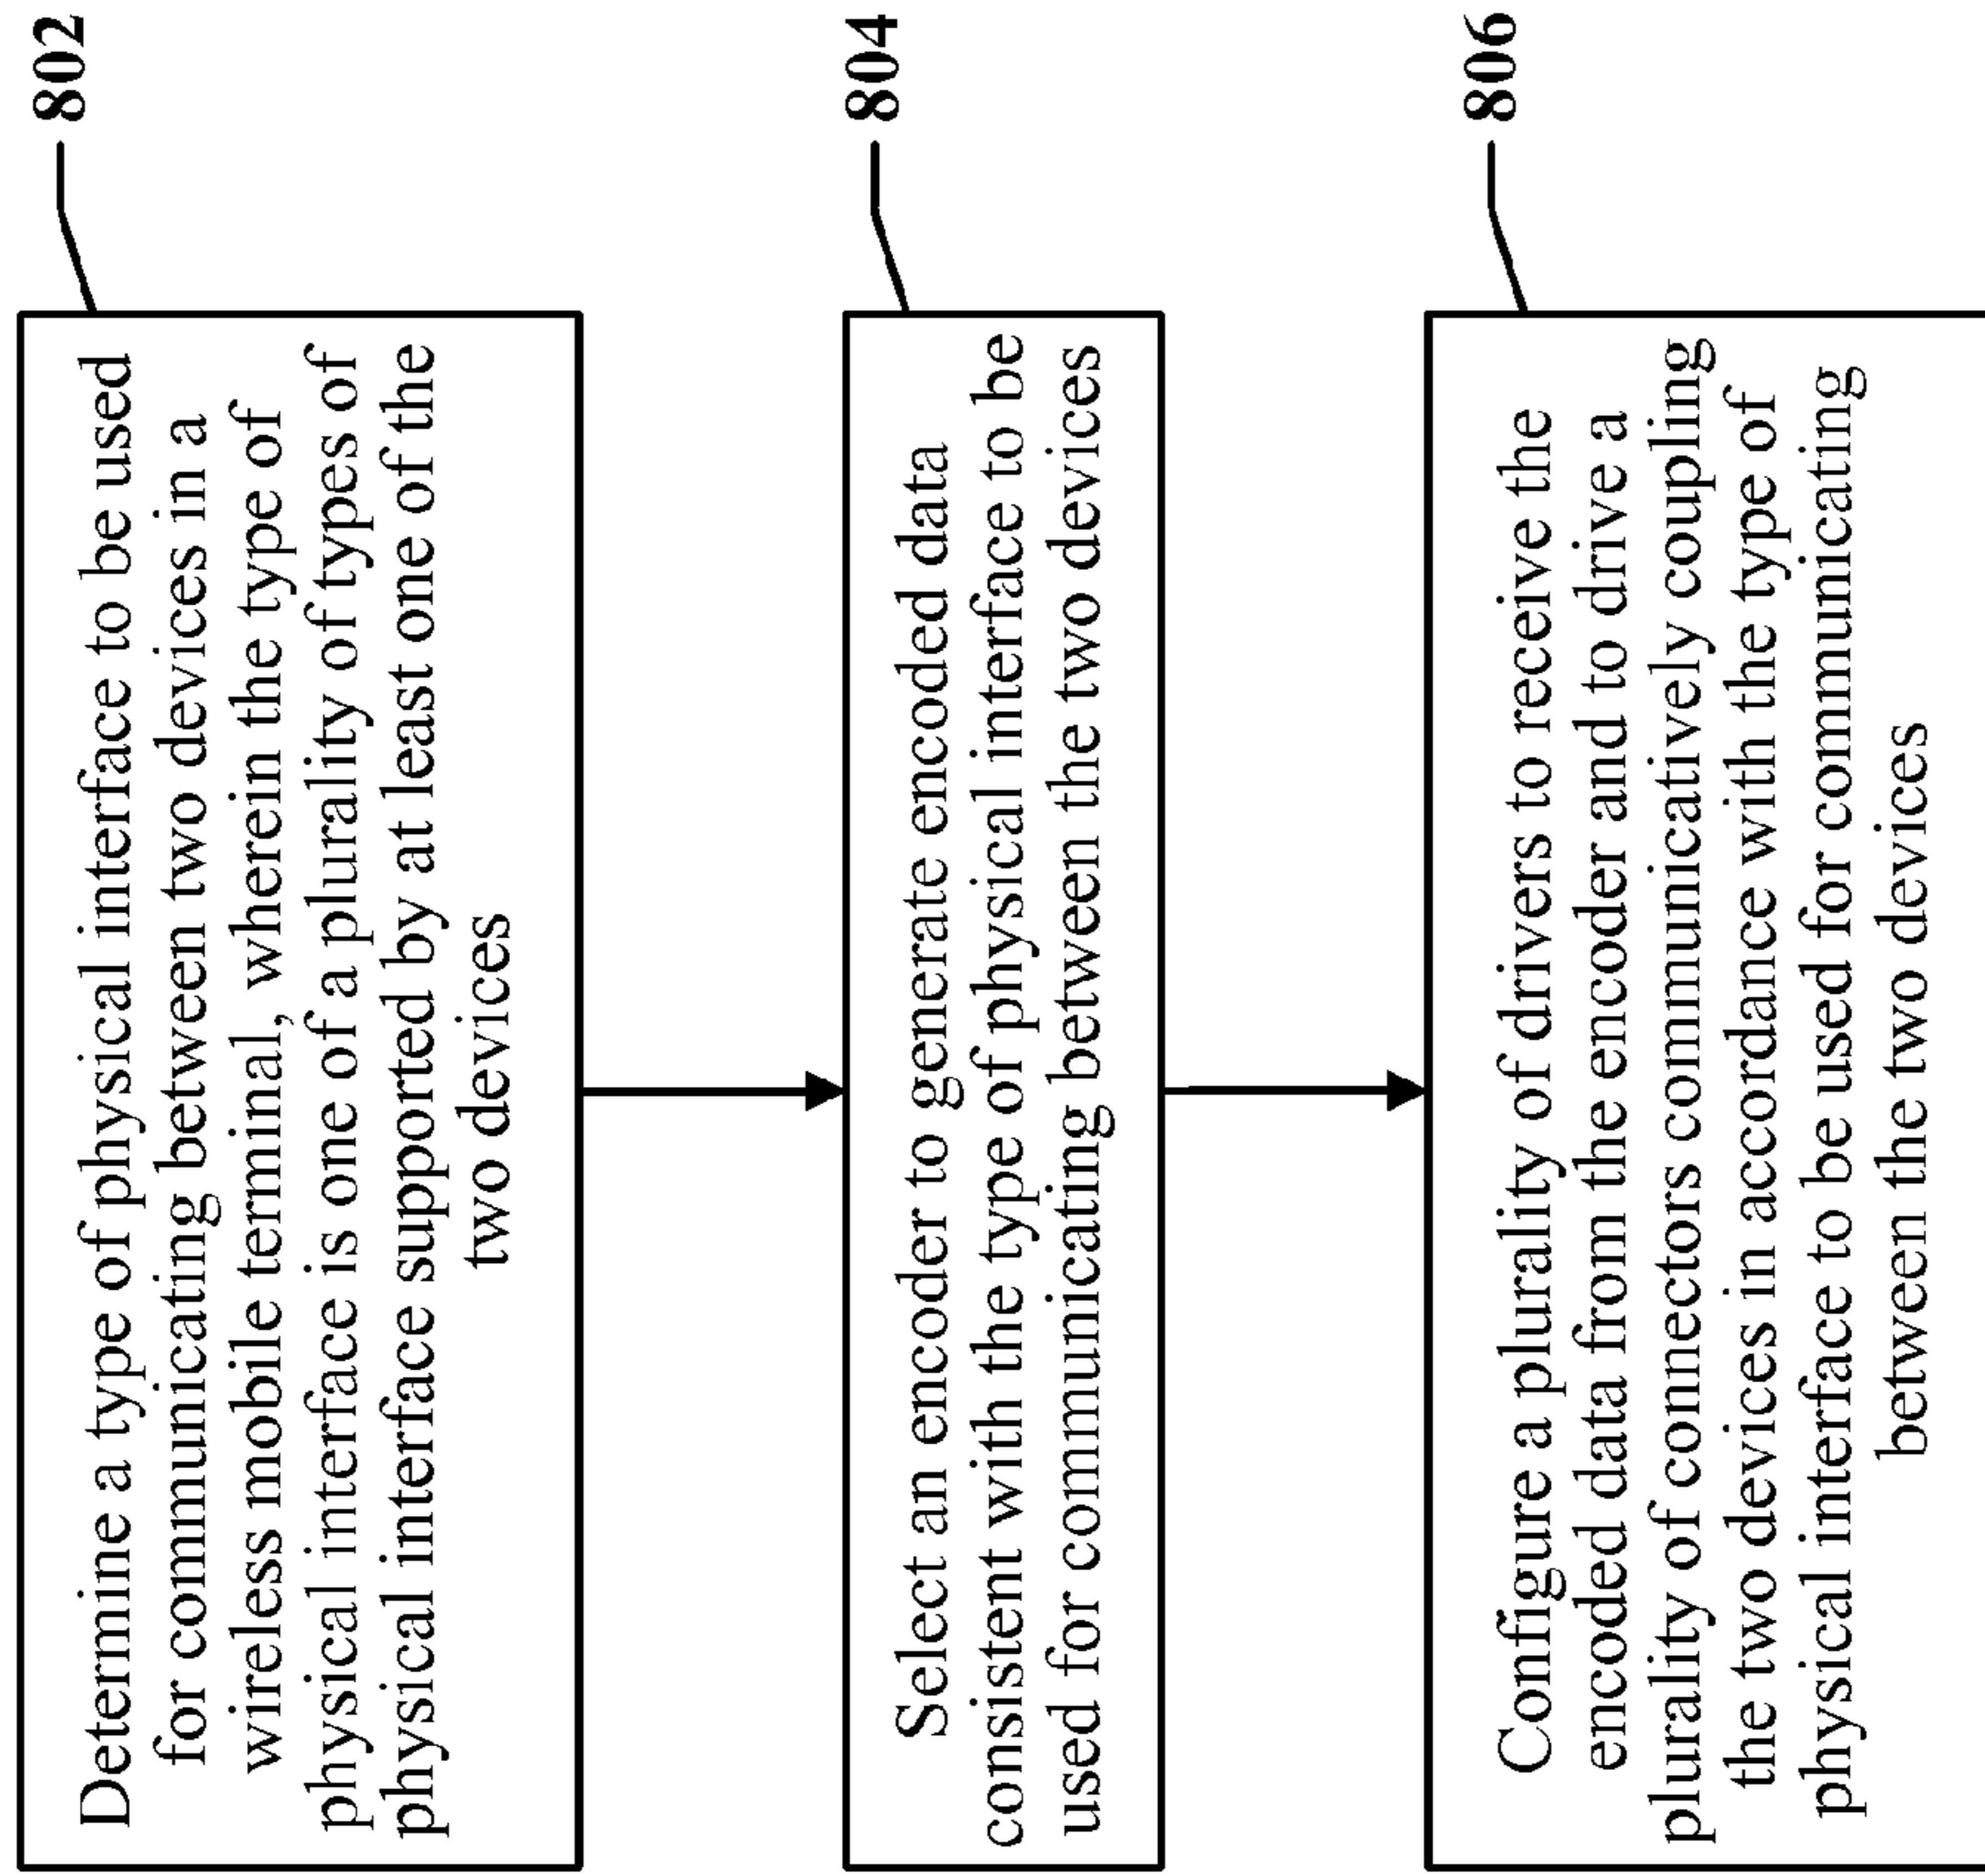 802
Determine a type of physical interface to be used
for communicating between two devices in a
wireless mobile terminal, wherein the type of
physical interface is one of a plurality of types of
physical interface supported by at least one of the
two devices
804
Select an encoder to generate encoded data
consistent with the type of physical interface to be
used for communicating between the two devices
806
Configure a plurality of drivers to receive the
encoded data from the encoder and to drive a
plurality of connectors communicatively coupling
the two devices in accordance with the type of
physical interface to be used for communicating
between the two devices